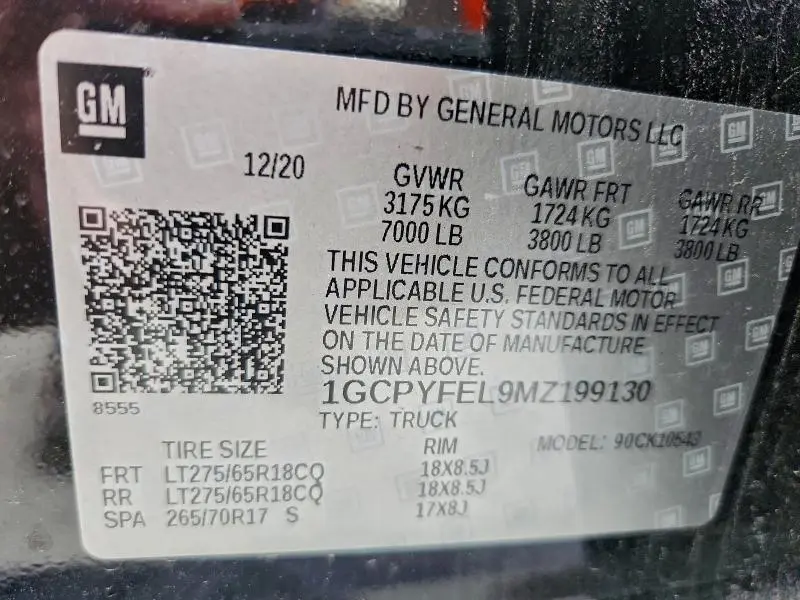 GM
MFD BY GENERAL MOTORS LLC
12/20
GVWR GAWR FRT GAWR RR
3175 KG 1724 KG 1724 KG
7000 LB 3800 LB 3800 LB
THIS VEHICLE CONFORMS TO ALL
APPLICABLE U.S. FEDERAL MOTOR
VEHICLE SAFETY STANDARDS IN EFFECT
ON THE DATE OF MANUFACTURE
SHOWN ABOVE.
1GCPYFEL9MZ199130
8555
TYPE: TRUCK
MODEL: 90CK10543
TIRE SIZE RIM
FRT LT275/65R18CQ 18X8.5J
RR LT275/65R18CQ 18X8.5J
SPA 265/70R17 S 17X8J